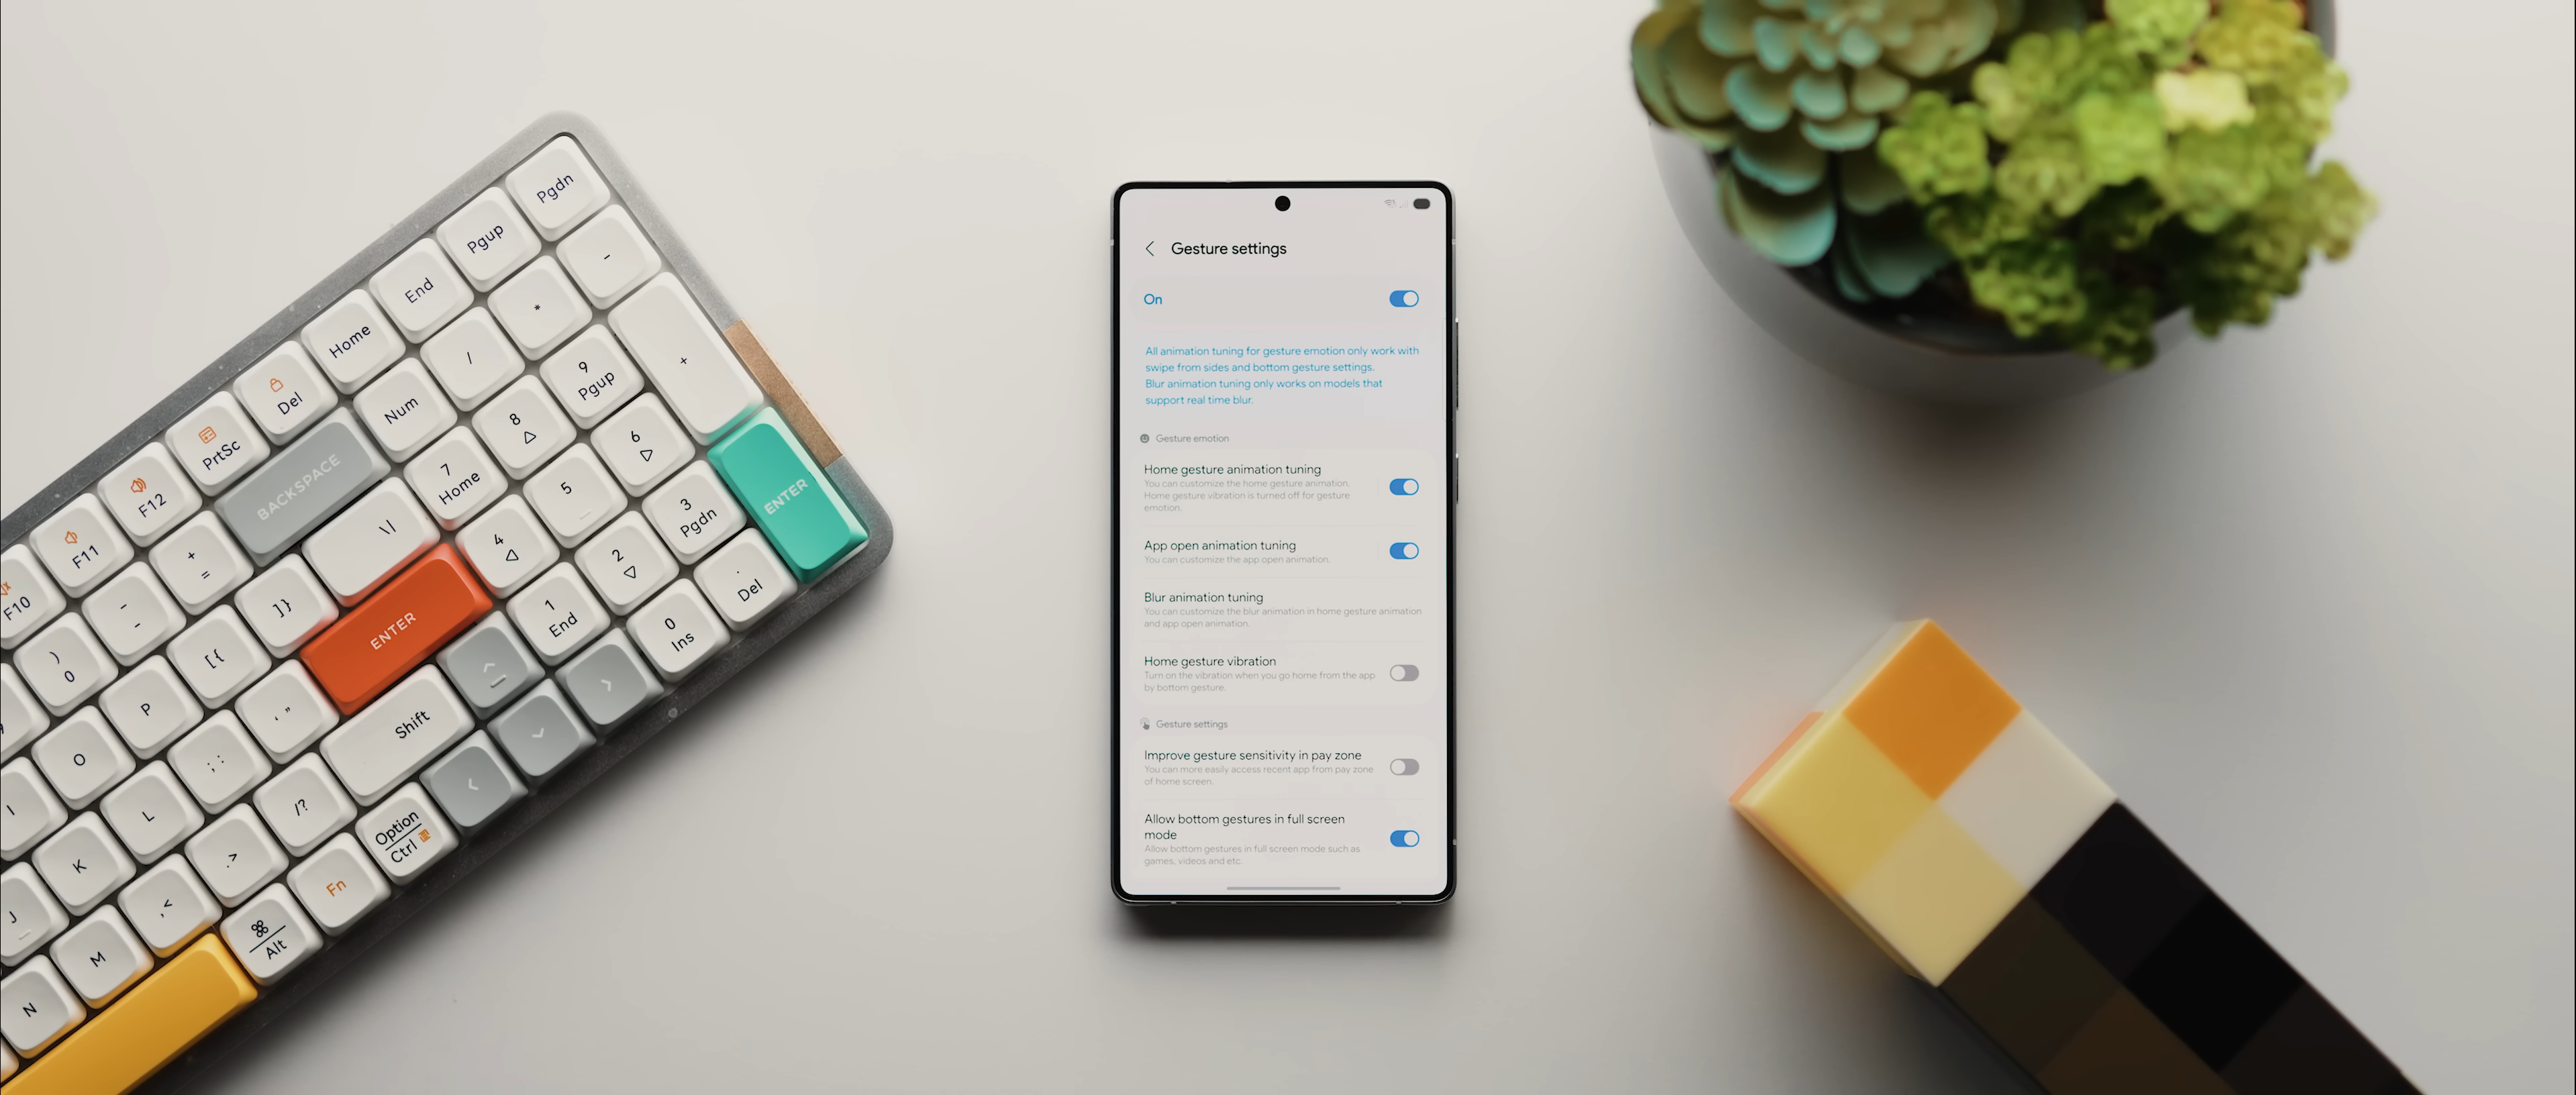 Pgdn
Pgup
-
End
*
Home
/
+
Del
Num
9
Pgup
PrtSc
8
6
F12
BACKSPACE
7
Home
5
3
Pgdn
ENTER
F11
+
=
\|
4
2
.
Del
F10
-
-
]}
ENTER
1
End
0
Ins
)
0
[{
P
' "
Shift
O
; :
L
/?
I
K
.>
Option
Ctrl
J
,<
Fn
M
⌘
Alt
N
Gesture settings
On
All animation tuning for gesture emotion only work with
swipe from sides and bottom gesture settings.
Blur animation tuning only works on models that
support real time blur.
Gesture emotion
Home gesture animation tuning
You can customize the home gesture animation.
Home gesture vibration is turned off for gesture
emotion.
App open animation tuning
You can customize the app open animation.
Blur animation tuning
You can customize the blur animation in home gesture animation
and app open animation.
Home gesture vibration
Turn on the vibration when you go home from the app
by bottom gesture.
Gesture settings
Improve gesture sensitivity in pay zone
You can more easily access recent app from pay zone
of home screen.
Allow bottom gestures in full screen
mode
Allow bottom gestures in full screen mode such as
games, videos and etc